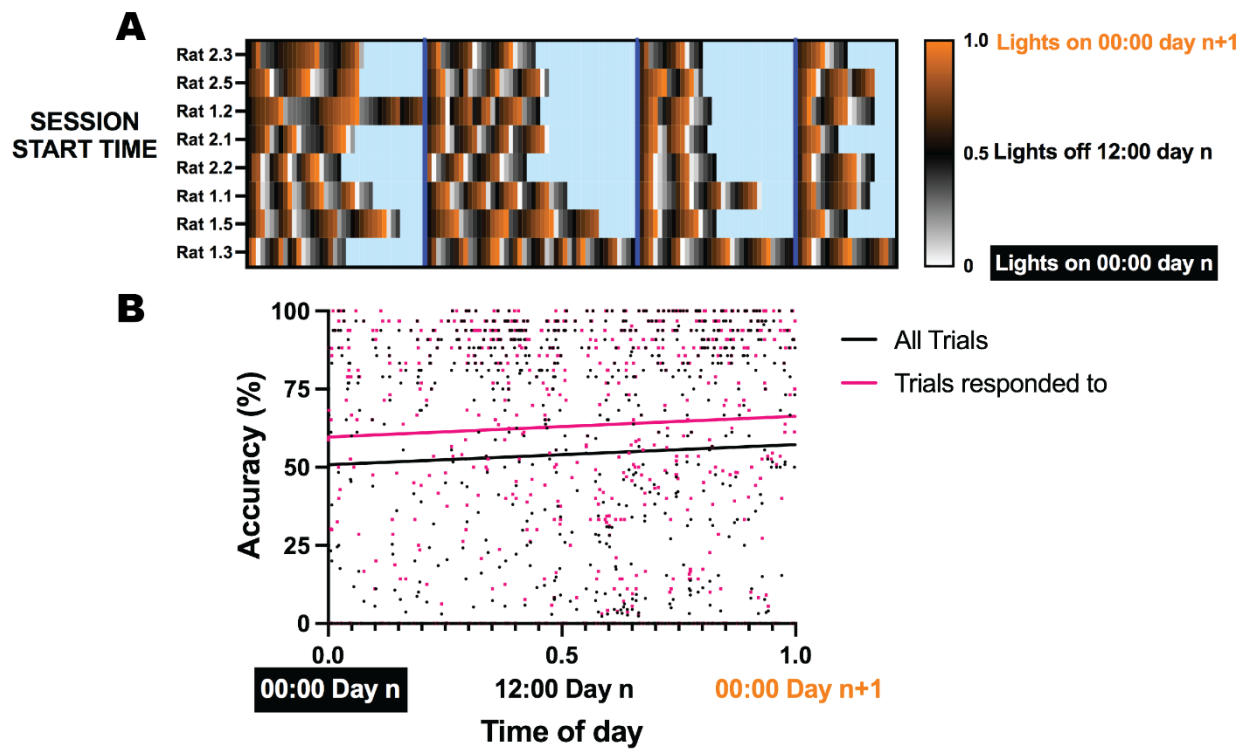 A
SESSION
START TIME
Rat 2.3
Rat 2.5
Rat 1.2
Rat 2.1
Rat 2.2
Rat 1.1
Rat 1.5
Rat 1.3
1.0
0.5
0
Lights on 00:00 day n+1
Lights off 12:00 day n
Lights on 00:00 day n
B
Accuracy (%)
100
75
50
25
0
0.0
0.5
1.0
00:00 Day n
12:00 Day n
00:00 Day n+1
Time of day
All Trials
Trials responded to